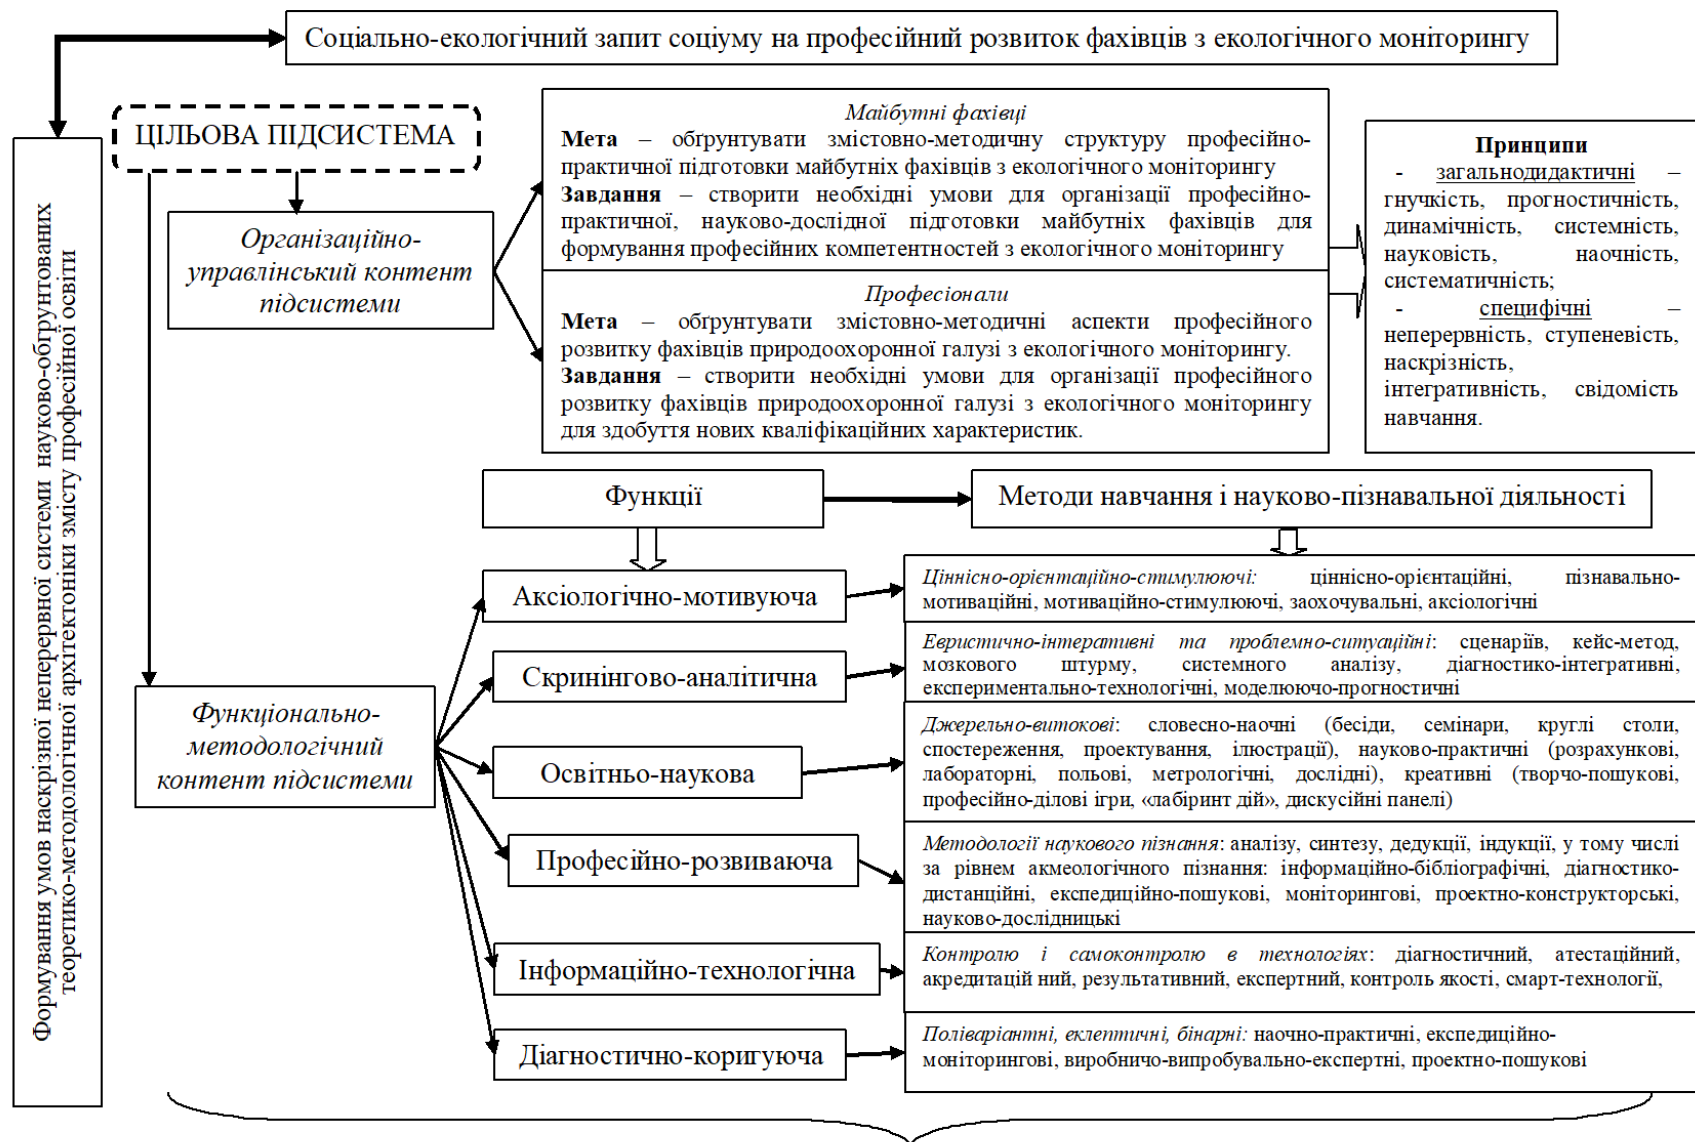 Соціально-екологічний запит соціуму на професійний розвиток фахівців з екологічного моніторингу
Формування умов наскрізної неперервної системи науково-обґрунтованих
теоретико-методологічної архітектоніки змісту професійної освіти
ЦІЛЬОВА ПІДСИСТЕМА
Організаційно-
управлінський контент
підсистеми
Майбутні фахівці
Мета – обґрунтувати змістовно-методичну структуру професійно-
практичної підготовки майбутніх фахівців з екологічного моніторингу
Завдання – створити необхідні умови для організації професійно-
практичної, науково-дослідної підготовки майбутніх фахівців для
формування професійних компетентностей з екологічного моніторингу
Професіонали
Мета – обґрунтувати змістовно-методичні аспекти професійного
розвитку фахівців природоохоронної галузі з екологічного моніторингу.
Завдання – створити необхідні умови для організації професійного
розвитку фахівців природоохоронної галузі з екологічного моніторингу
для здобуття нових кваліфікаційних характеристик.
Принципи
- загальнодидактичні –
гнучкість, прогностичність,
динамічність, системність,
науковість, наочність,
систематичність;
- специфічні –
неперервність, ступеневість,
наскрізність,
інтегративність, свідомість
навчання.
Функції
Методи навчання і науково-пізнавальної діяльності
Функціонально-
методологічний
контент підсистеми
Аксіологічно-мотивуюча
Ціннісно-орієнтаційно-стимулюючі: ціннісно-орієнтаційні, пізнавально-
мотиваційні, мотиваційно-стимулюючі, заохочувальні, аксіологічні
Скринінгово-аналітична
Евристично-інтеративні та проблемно-ситуаційні: сценаріїв, кейс-метод,
мозкового штурму, системного аналізу, діагностико-інтегративні,
експериментально-технологічні, моделюючо-прогностичні
Освітньо-наукова
Джерельно-витокові: словесно-наочні (бесіди, семінари, круглі столи,
спостереження, проектування, ілюстрації), науково-практичні (розрахункові,
лабораторні, польові, метрологічні, дослідні), креативні (творчо-пошукові,
професійно-ділові ігри, «лабіринт дій», дискусійні панелі)
Професійно-розвиваюча
Методології наукового пізнання: аналізу, синтезу, дедукції, індукції, у тому числі
за рівнем акмеологічного пізнання: інформаційно-бібліографічні, діагностико-
дистанційні, експедиційно-пошукові, моніторингові, проектно-конструкторські,
науково-дослідницькі
Інформаційно-технологічна
Контролю і самоконтролю в технологіях: діагностичний, атестаційний,
акредитацій ний, результативний, експертний, контроль якості, смарт-технології,
Діагностично-коригуюча
Поліваріантні, еклептичні, бінарні: наочно-практичні, експедиційно-
моніторингові, виробничо-випробувально-експертні, проектно-пошукові